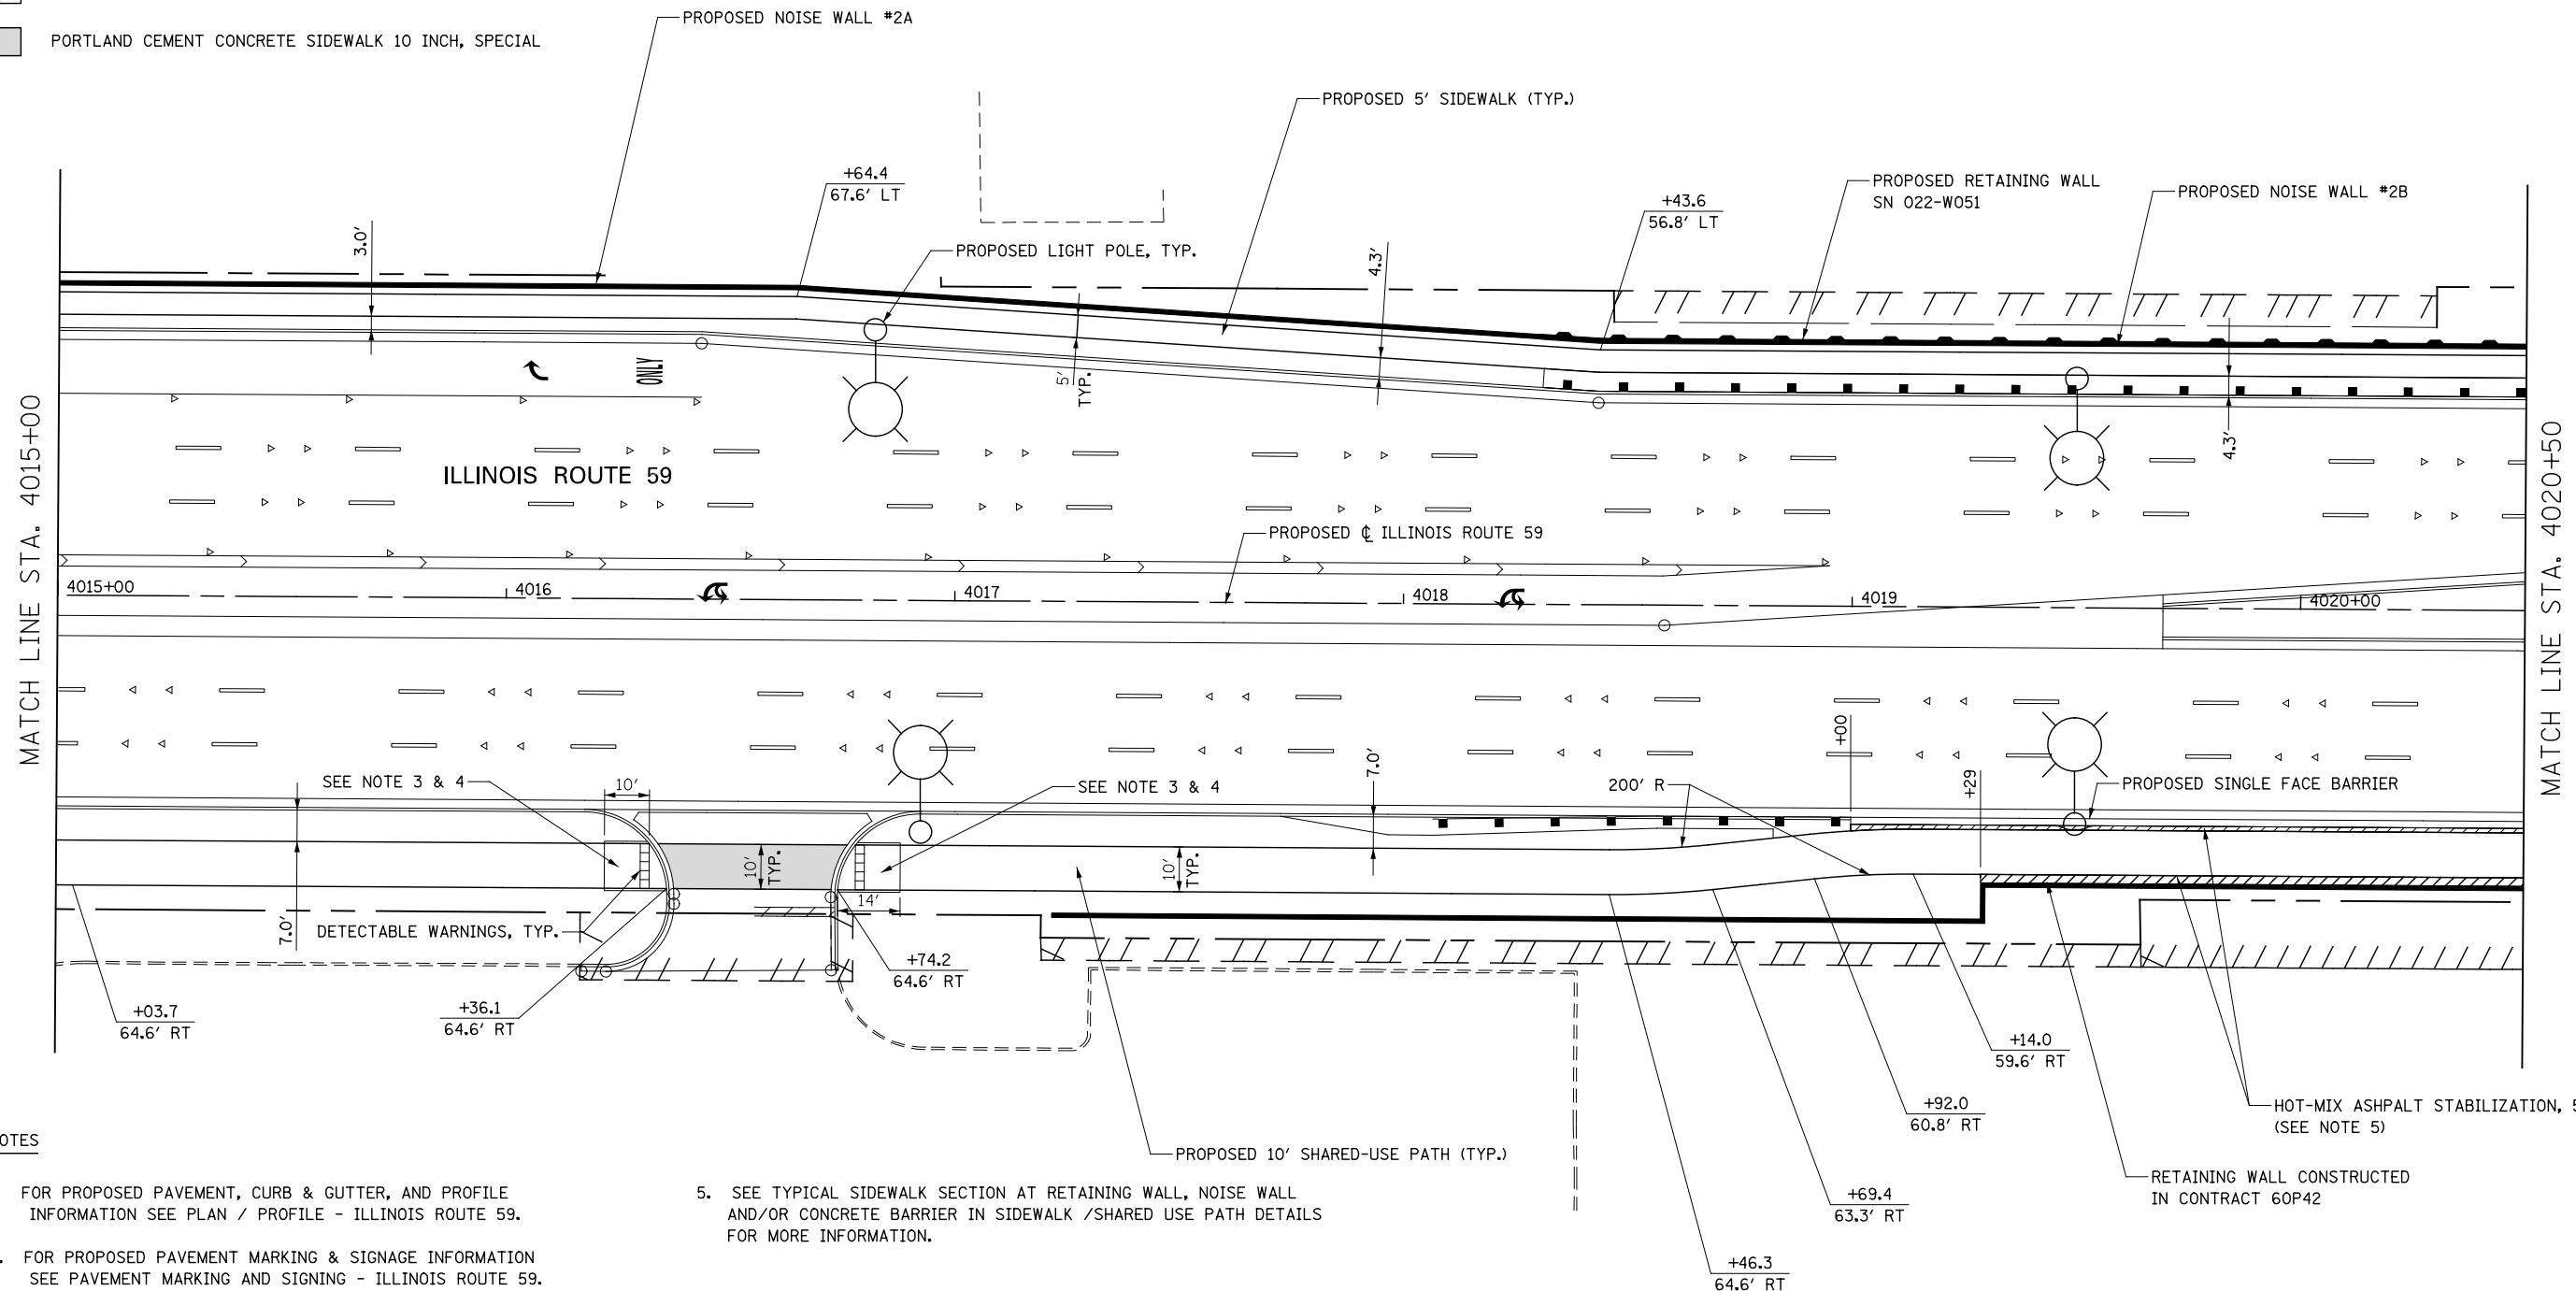 PROPOSED NOISE WALL #2A
PORTLAND CEMENT CONCRETE SIDEWALK 10 INCH, SPECIAL
PROPOSED 5' SIDEWALK (TYP.)
+64.4
67.6' LT
PROPOSED RETAINING WALL
SN 022-W051
PROPOSED NOISE WALL #2B
+43.6
56.8' LT
3.0'
PROPOSED LIGHT POLE, TYP.
4.3'
5'
TYP.
ONLY
4.3'
MATCH LINE STA. 4015+00
MATCH LINE STA. 4020+50
ILLINOIS ROUTE 59
PROPOSED ℄ ILLINOIS ROUTE 59
4015+00
4016
4017
4018
4019
4020+00
SEE NOTE 3 & 4
10'
SEE NOTE 3 & 4
7.0'
200' R
+00
+29
PROPOSED SINGLE FACE BARRIER
10'
TYP.
10'
TYP.
14'
7.0'
DETECTABLE WARNINGS, TYP.
+74.2
64.6' RT
+03.7
64.6' RT
+36.1
64.6' RT
+14.0
59.6' RT
+92.0
60.8' RT
HOT-MIX ASHPALT STABILIZATION,
(SEE NOTE 5)
PROPOSED 10' SHARED-USE PATH (TYP.)
RETAINING WALL CONSTRUCTED
IN CONTRACT 60P42
+69.4
63.3' RT
+46.3
64.6' RT
OTES
FOR PROPOSED PAVEMENT, CURB & GUTTER, AND PROFILE
INFORMATION SEE PLAN / PROFILE - ILLINOIS ROUTE 59.
. FOR PROPOSED PAVEMENT MARKING & SIGNAGE INFORMATION
SEE PAVEMENT MARKING AND SIGNING - ILLINOIS ROUTE 59.
5. SEE TYPICAL SIDEWALK SECTION AT RETAINING WALL, NOISE WALL
AND/OR CONCRETE BARRIER IN SIDEWALK /SHARED USE PATH DETAILS
FOR MORE INFORMATION.